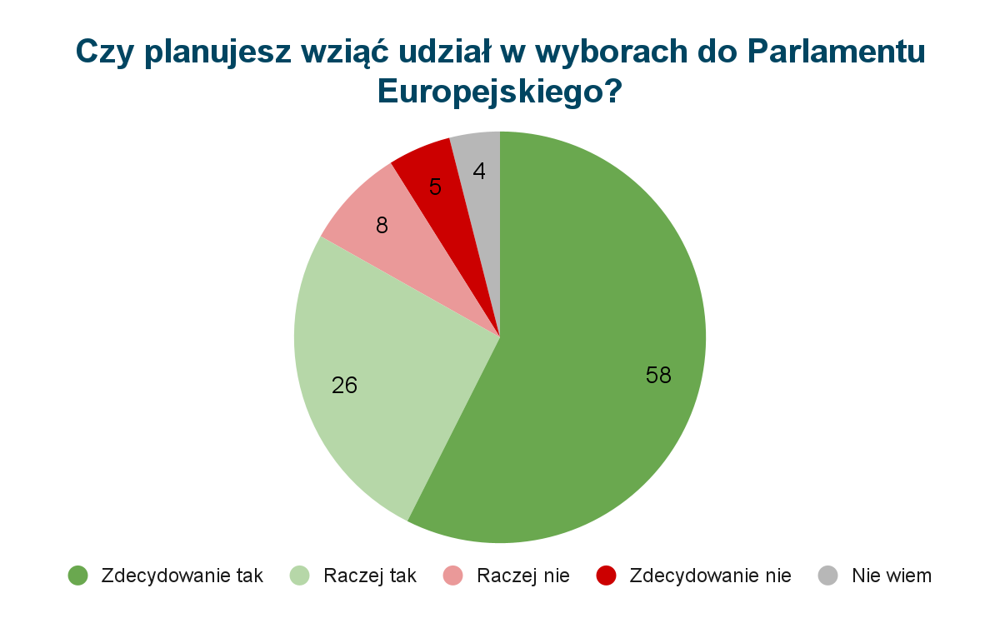 Czy planujesz wziąć udział w wyborach do Parlamentu
Europejskiego?
4
5
8
26
58
Zdecydowanie tak
Raczej tak
Raczej nie
Zdecydowanie nie
Nie wiem